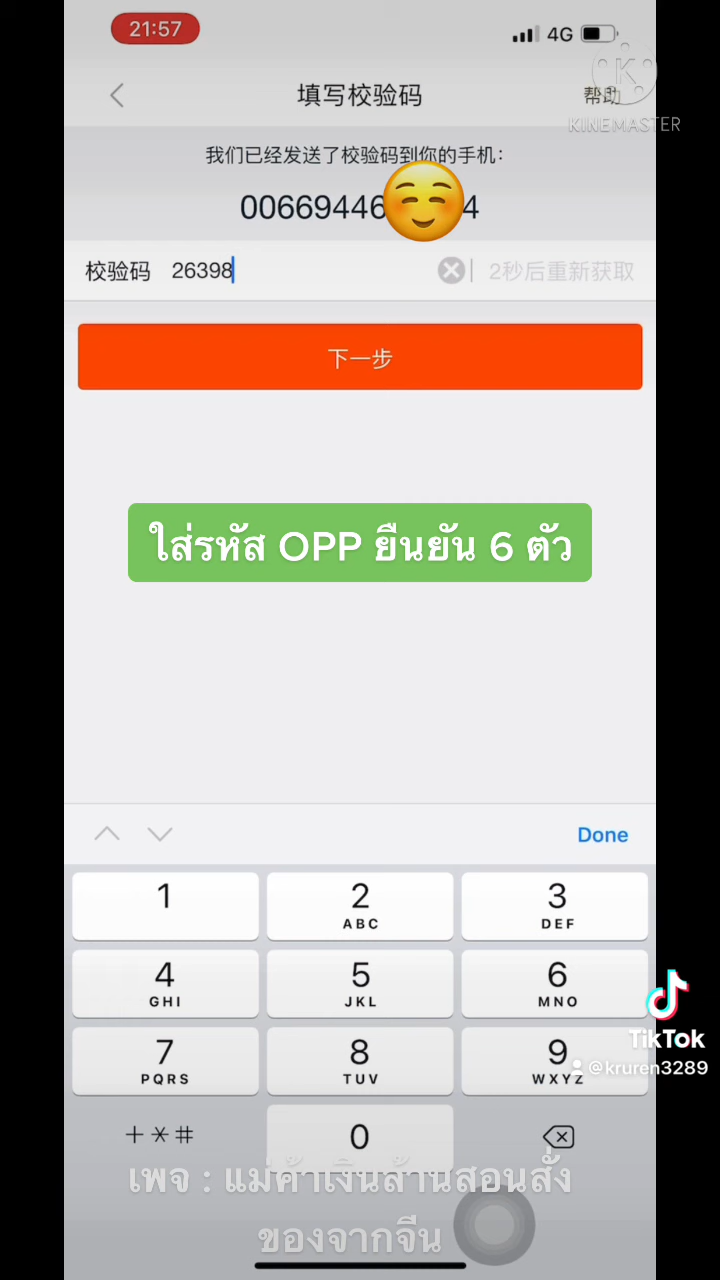 21:57
4G
填写校验码
帮助
KINEMASTER
我们已经发送了校验码到你的手机：
00669446 4
校验码 26398
2秒后重新获取
下一步
ใส่รหัส OPP ยืนยัน 6 ตัว
Done
1
2
ABC
3
DEF
4
GHI
5
JKL
6
MNO
7
PQRS
8
TUV
9
WXYZ
TikTok
@kruren3289
+*#
0
เพจ : แม่ค้าเงินล้านสอนสั่ง
ของจากจีน